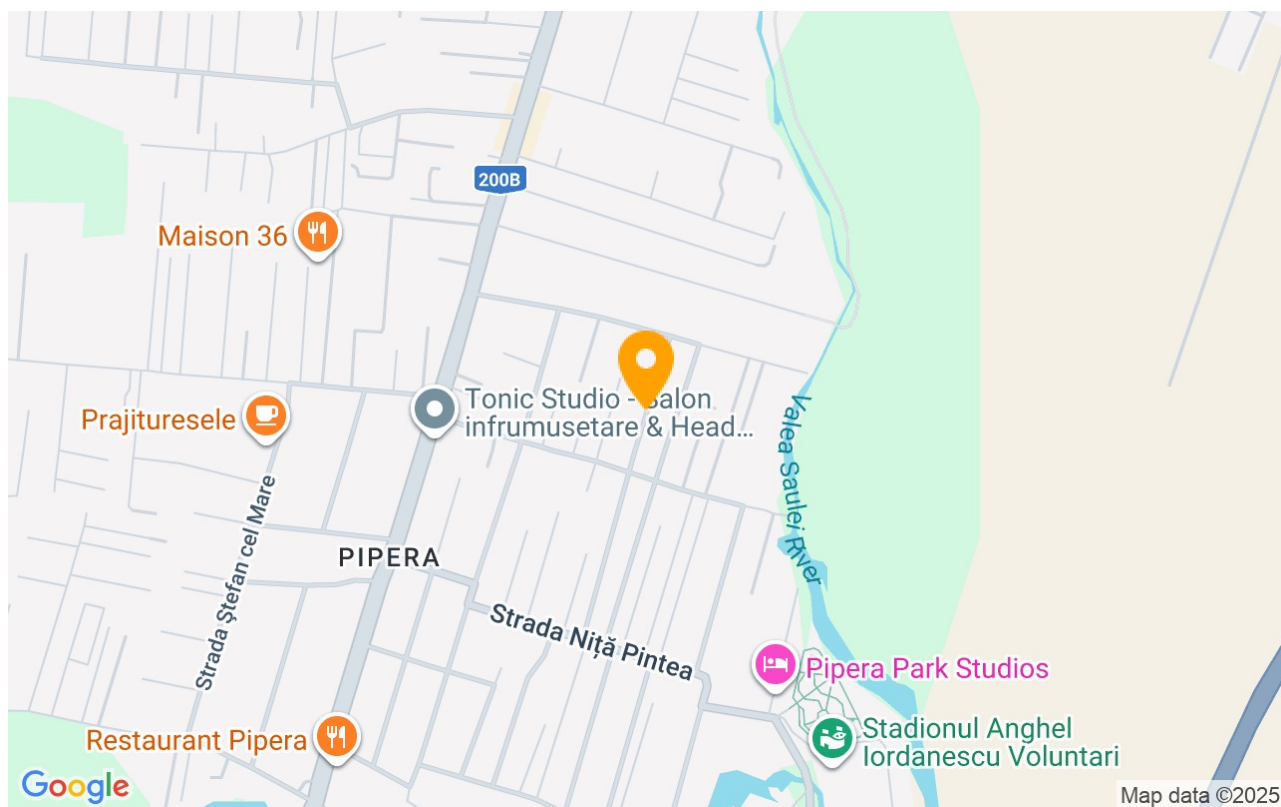 200B
Maison 36
Tonic Studio - Salon
infrumusetare & Head...
Prajituresele
Valea Saulei River
Strada Ștefan cel Mare
PIPERA
Strada Niță Pintea
Pipera Park Studios
Stadionul Anghel
Iordanescu Voluntari
Restaurant Pipera
Google
Map data ©2025